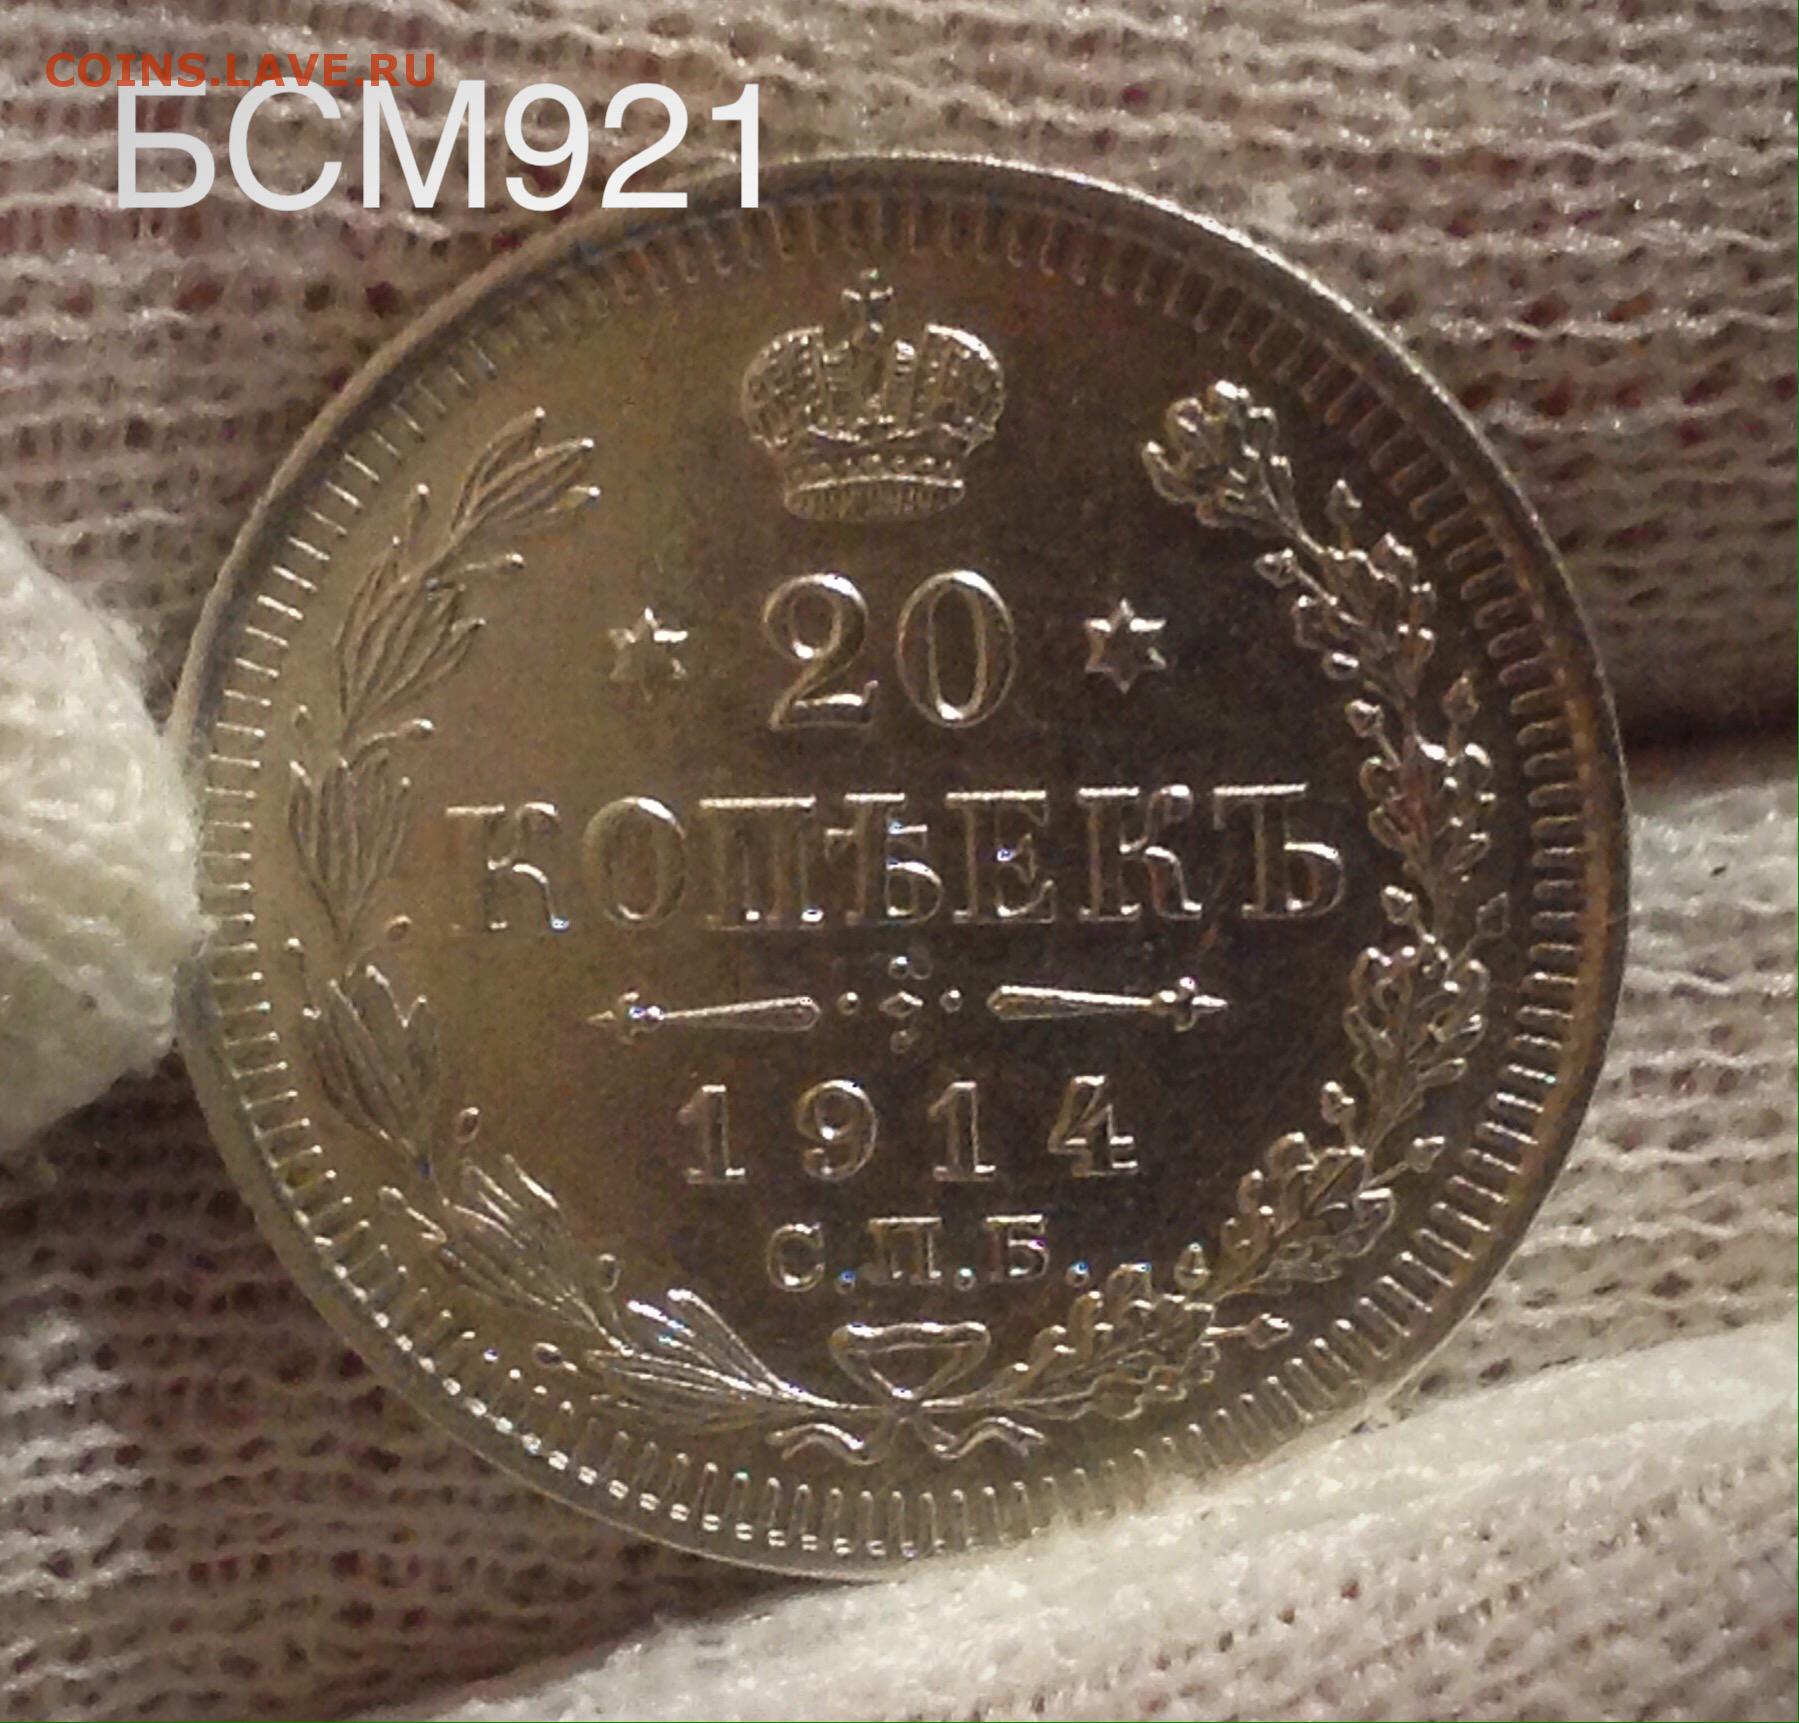 COINS.LAVE.RU
БСМ921
20
КОПѢЕКЪ
1914
С.П.Б.